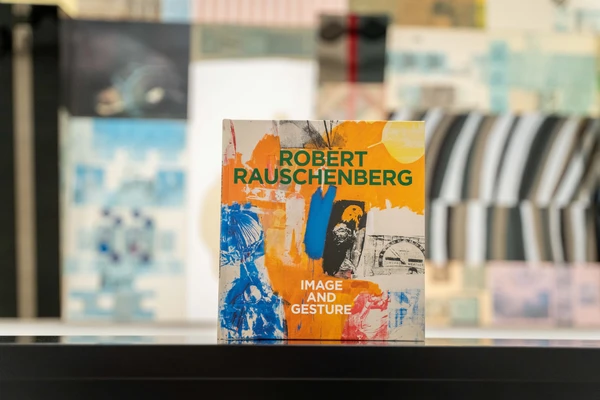 ROBERT
RAUSCHENBERG
IMAGE
AND
GESTURE